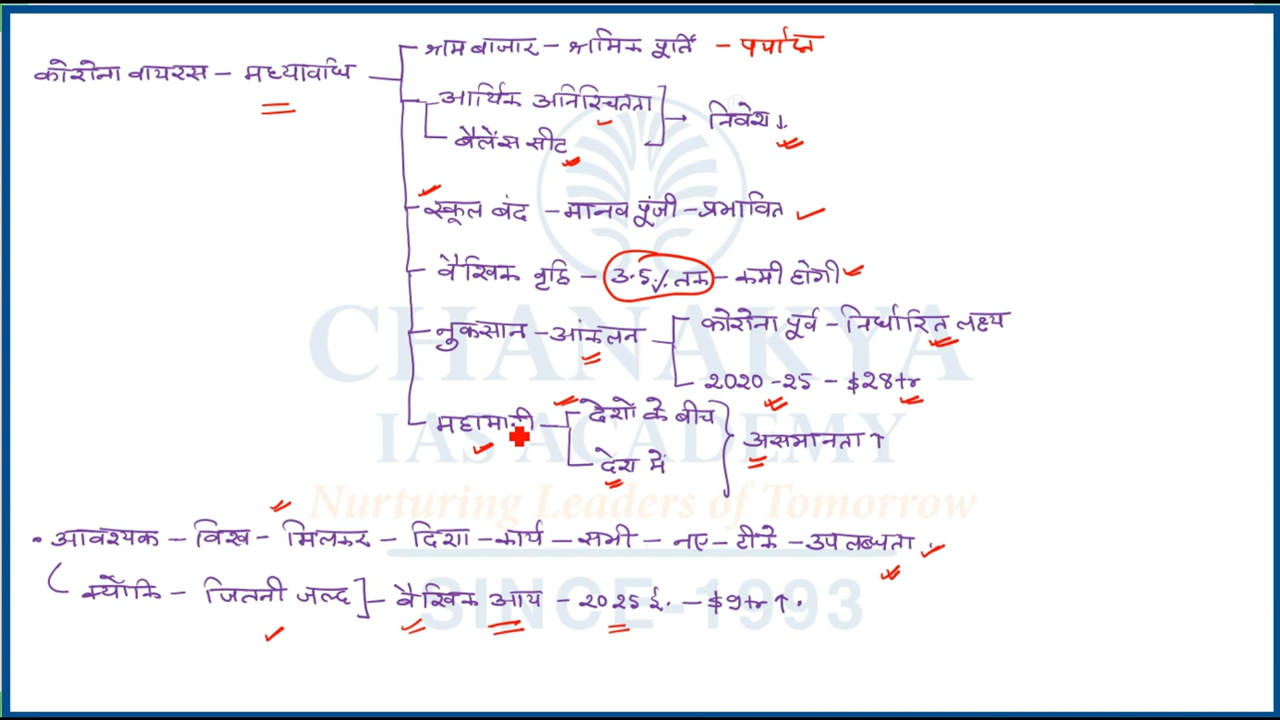 कोरोना वायरस - मध्यावधि
श्रम बाजार - श्रमिक पूर्ति - पर्याप्त
आर्थिक अनिश्चितता
बैलेंस सीट
निवेश↓
स्कूल बंद - मानव पूंजी - प्रभावित
वैश्विक वृद्धि - 3.5% तक - कमी होगी
नुकसान - आंकलन
कोरोना पूर्व - निर्धारित लक्ष्य
2020-25 - $28tr
महामारी
देशों के बीच
देश में
असमानता↑
• आवश्यक - विश्व - मिलकर - दिशा - कार्य - सभी - नए - टीके - उपलब्धता
क्योंकि - जितनी जल्द] - वैश्विक आय - 2025 ई. - $9tr↑.
CHANAKYA
IAS ACADEMY
Nurturing Leaders of Tomorrow
SINCE-1993